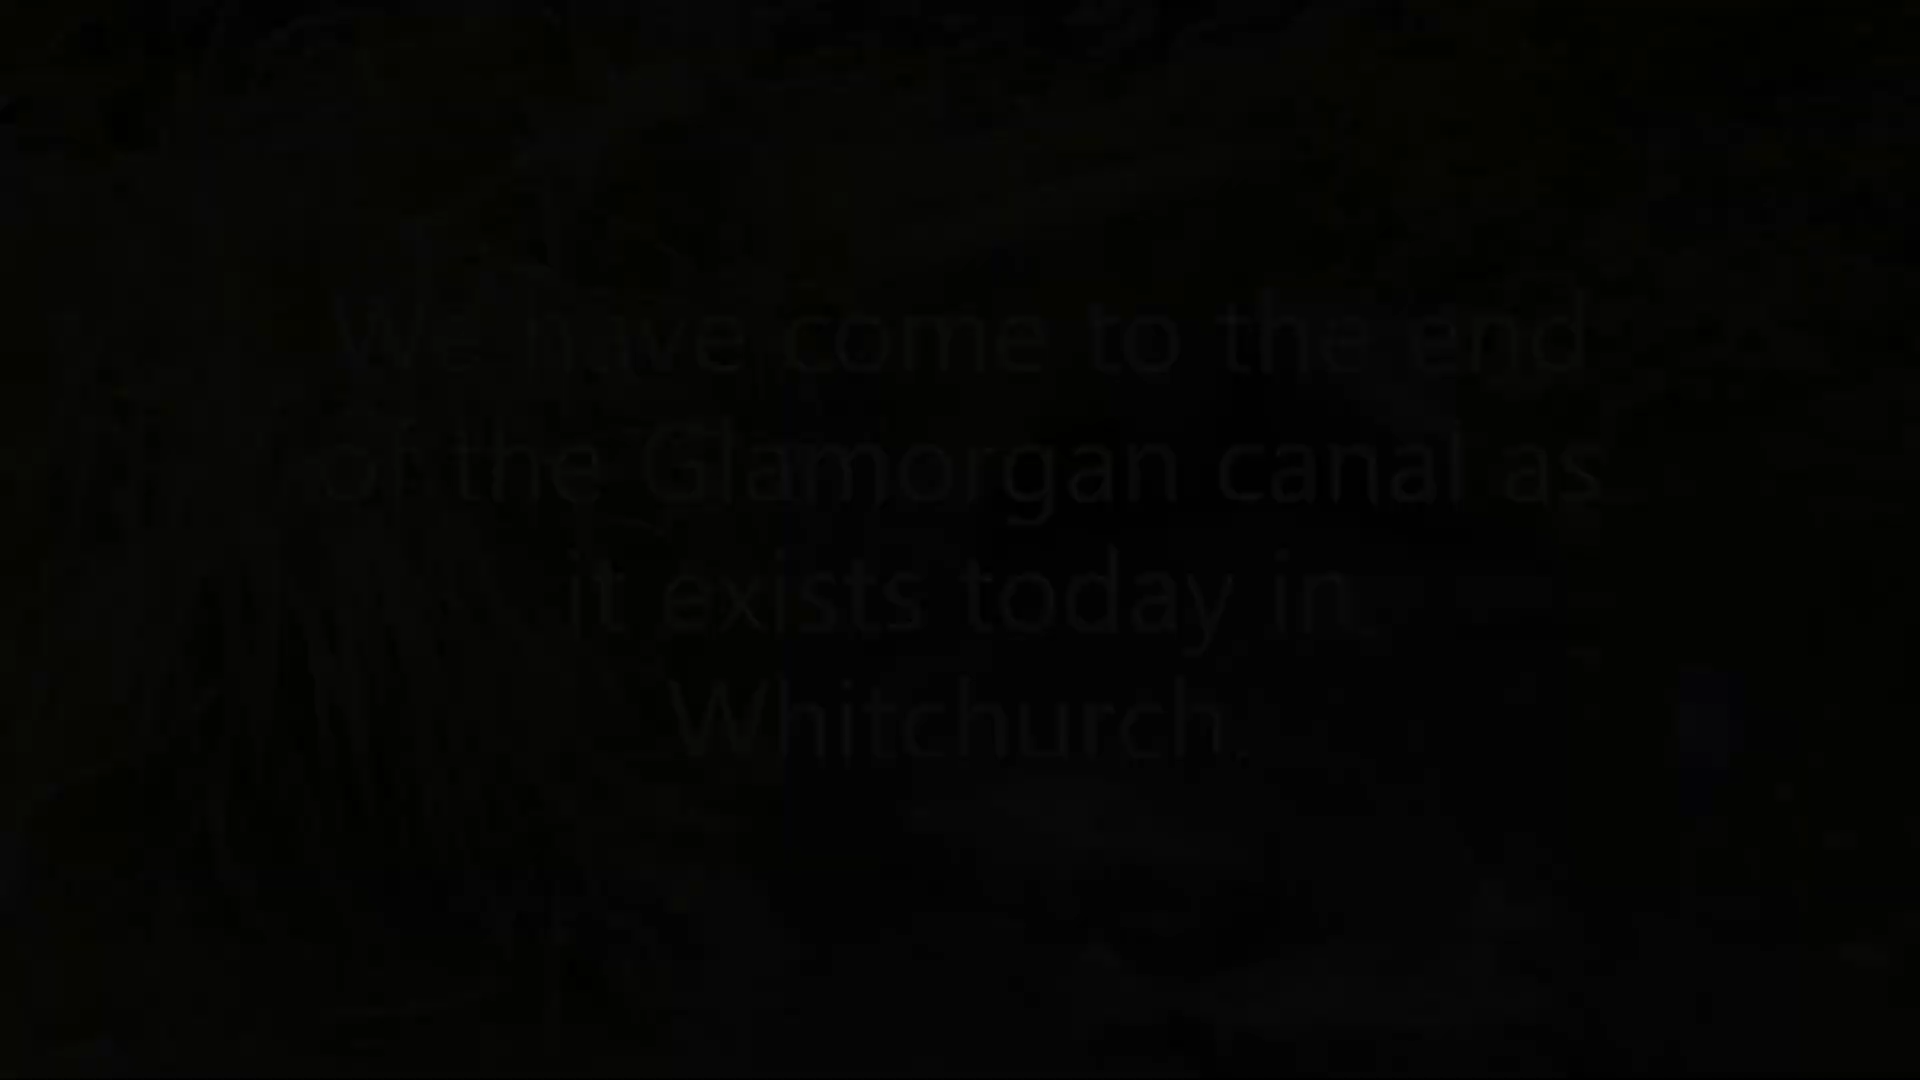 We have come to the end
of the Glamorgan canal as
it exists today in
Whitchurch.